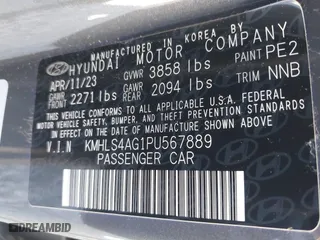 MANUFACTURED IN KOREA BY
HYUNDAI MOTOR COMPANY
APR/11/23 GVWR 3858 lbs PAINT PE2
GAWR FRONT 2271 lbs GAWR REAR 2094 lbs TRIM NNB
THIS VEHICLE CONFORMS TO ALL APPLICABLE
U.S. FEDERAL MOTOR VEHICLE SAFETY, BUMPER,
AND THEFT PREVENTION STANDARDS IN EFFECT ON
THE DATE OF MANUFACTURE SHOWN ABOVE.
V.I.N KMHLS4AG1PU567889
PASSENGER CAR
HYUNDAI
DREAMBID